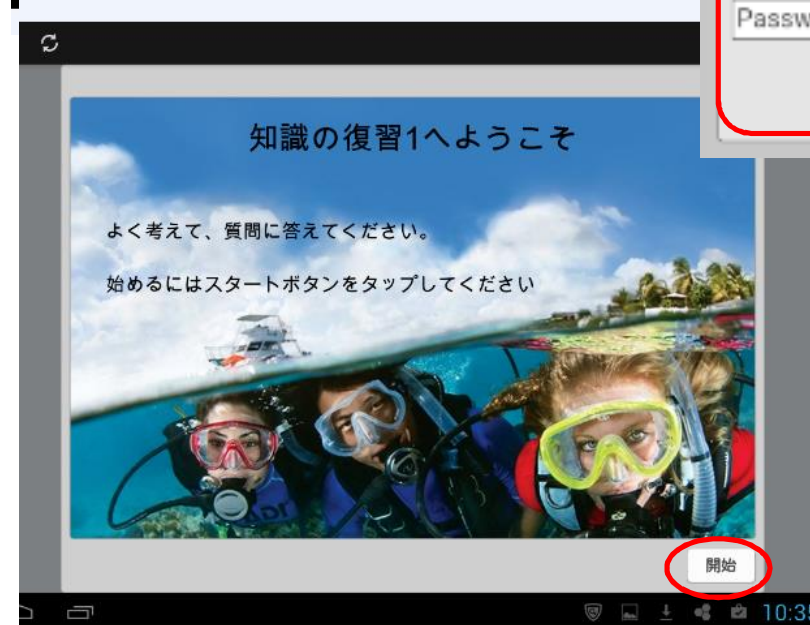 Passw
知識の復習1へようこそ
よく考えて、質問に答えてください。
始めるにはスタートボタンをタップしてください
開始
10:35